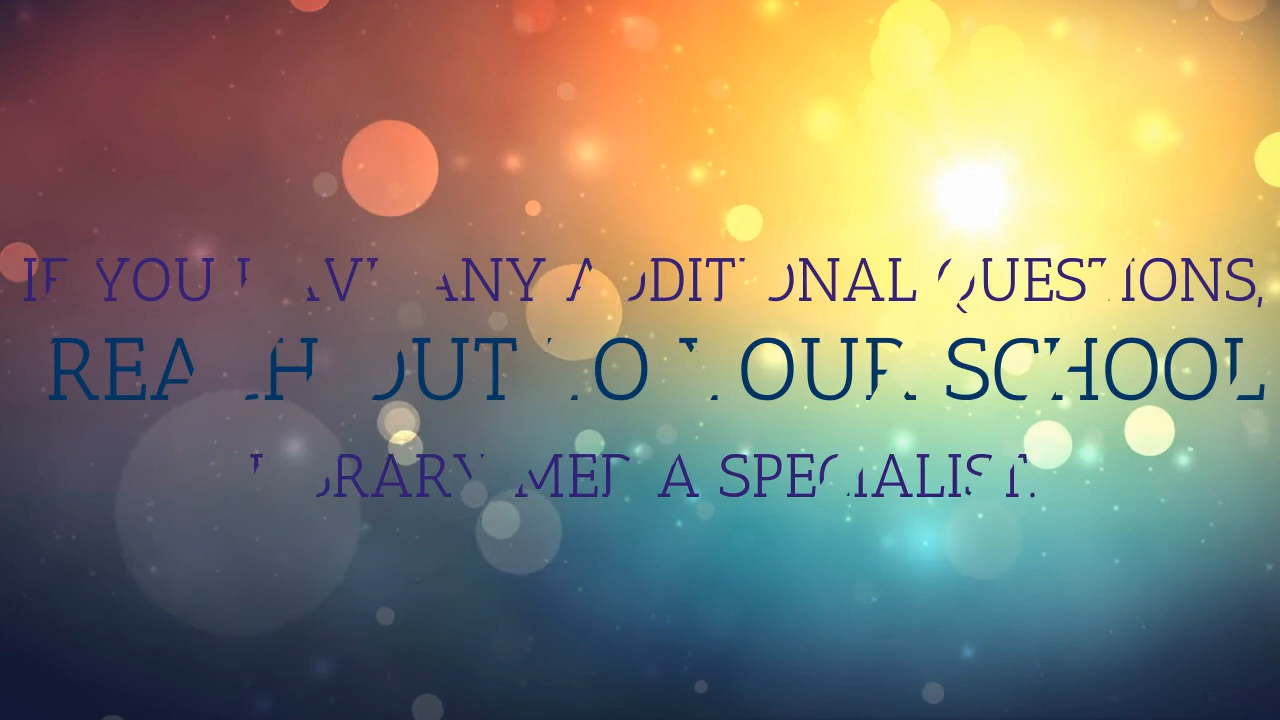 IF YOU HAVE ANY ADDITIONAL QUESTIONS,
REACH OUT TO YOUR SCHOOL
LIBRARY MEDIA SPECIALIST.